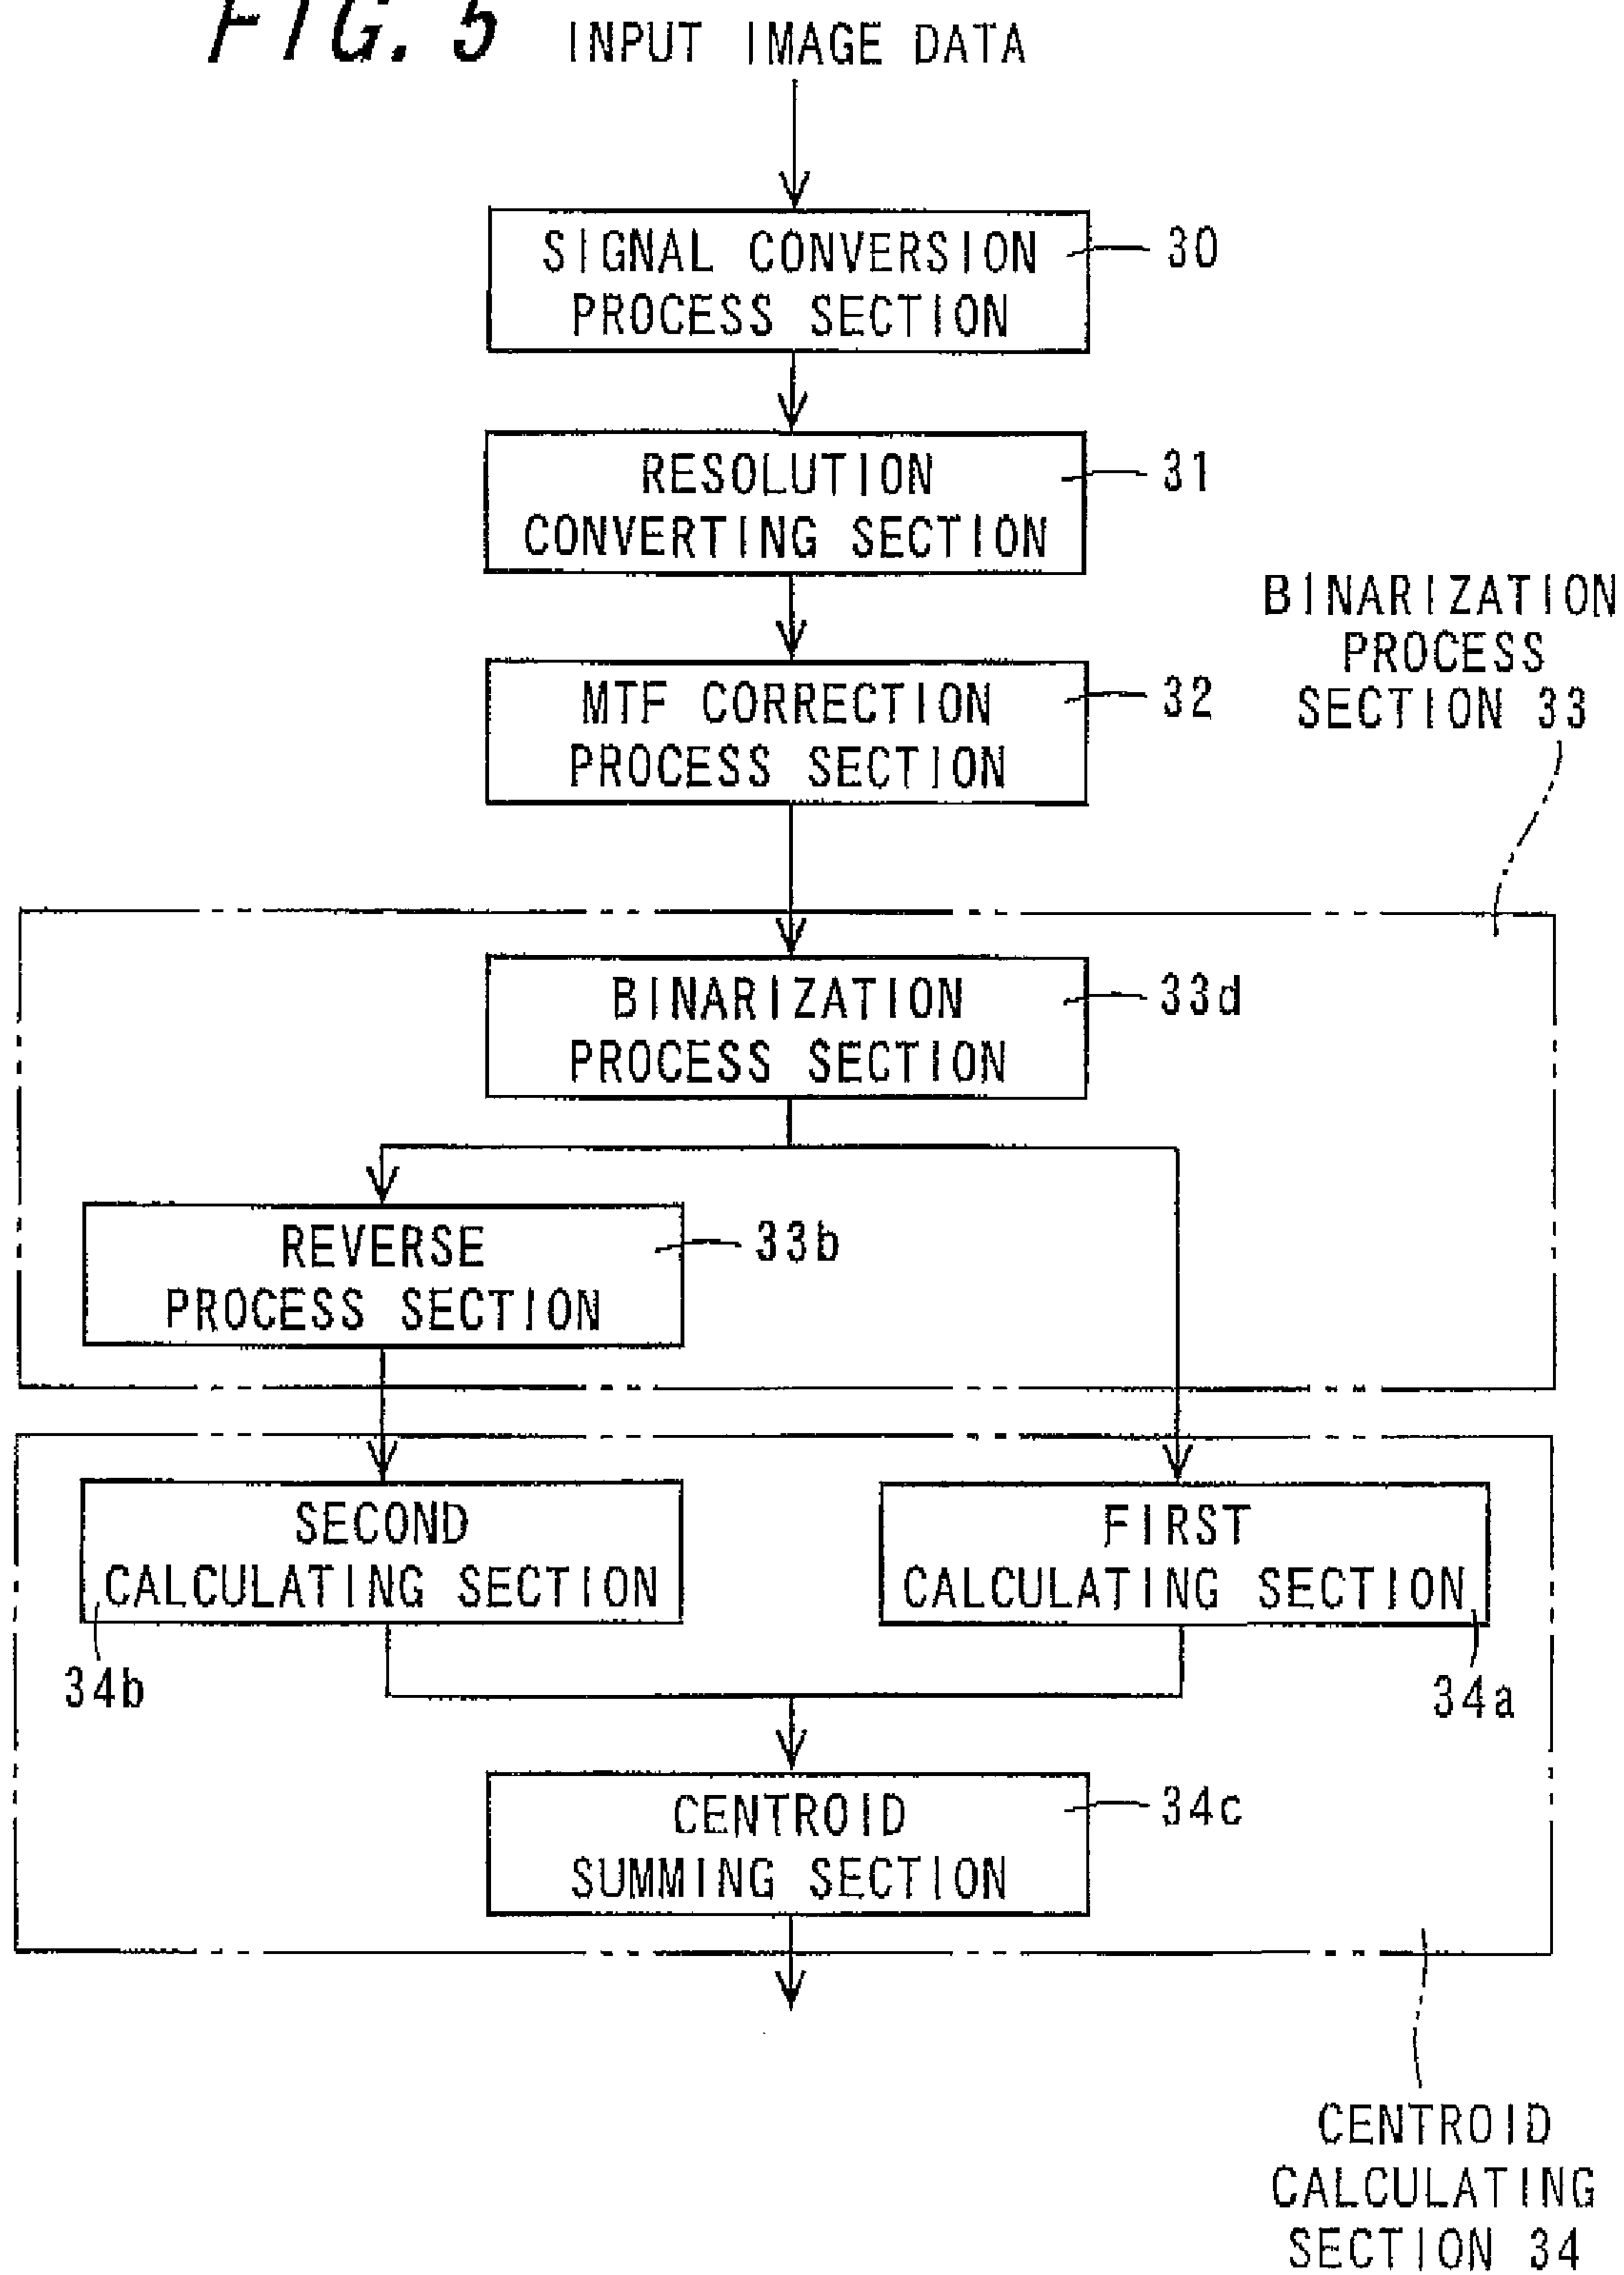 FIG. 5
INPUT IMAGE DATA
SIGNAL CONVERSION
PROCESS SECTION
30
RESOLUTION
CONVERTING SECTION
31
MTF CORRECTION
PROCESS SECTION
32
BINARIZATION
PROCESS
SECTION 33
BINARIZATION
PROCESS SECTION
33d
REVERSE
PROCESS SECTION
33b
SECOND
CALCULATING SECTION
34b
FIRST
CALCULATING SECTION
34a
CENTROID
SUMMING SECTION
34c
CENTROID
CALCULATING
SECTION 34